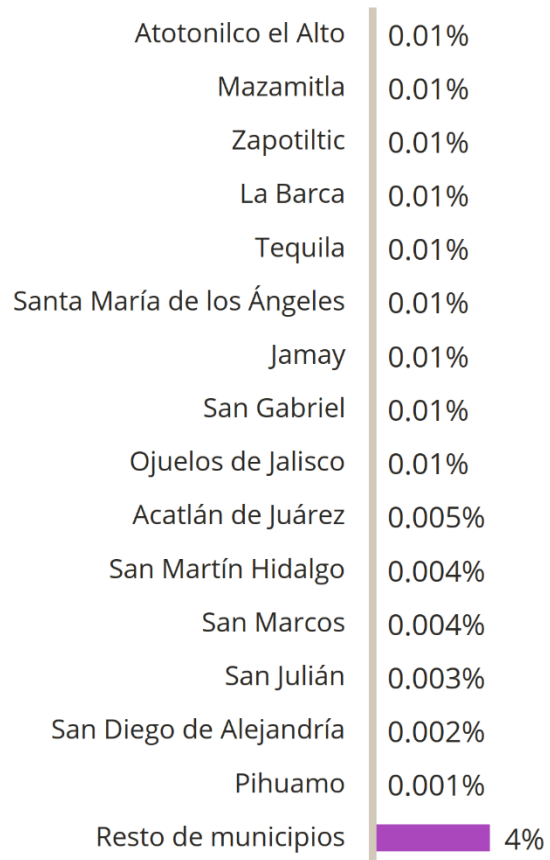 Atotonilco el Alto 0.01%
Mazamitla 0.01%
Zapotiltic 0.01%
La Barca 0.01%
Tequila 0.01%
Santa María de los Ángeles 0.01%
Jamay 0.01%
San Gabriel 0.01%
Ojuelos de Jalisco 0.01%
Acatlán de Juárez 0.005%
San Martín Hidalgo 0.004%
San Marcos 0.004%
San Julián 0.003%
San Diego de Alejandría 0.002%
Pihuamo 0.001%
Resto de municipios 4%